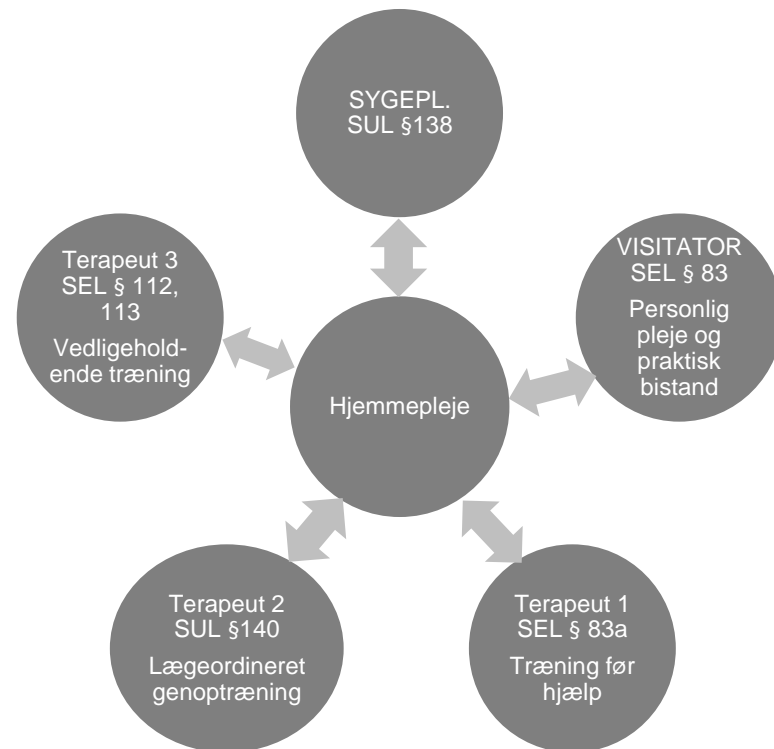 SYGEPL.
SUL §138
Terapeut 3
SEL § 112,
113
Vedligehold-
ende træning
VISITATOR
SEL § 83
Personlig
pleje og
praktisk
bistand
Hjemmepleje
Terapeut 2
SUL §140
Lægeordineret
genoptræning
Terapeut 1
SEL § 83a
Træning før
hjælp